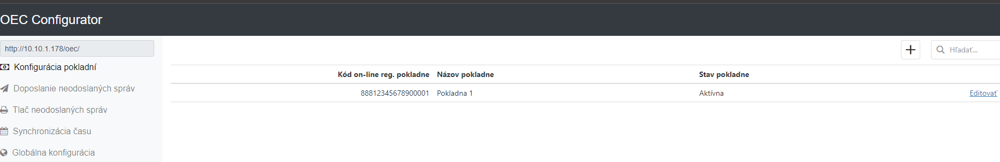 OEC Configurator
http://10.10.1.178/oec/
Konfigurácia pokladní
Doposlanie neodoslaných správ
Tlač neodoslaných správ
Synchronizácia času
Globálna konfigurácia
Hľadať...
Kód on-line reg. pokladne Názov pokladne Stav pokladne
88812345678900001 Pokladna 1 Aktívna Editovať